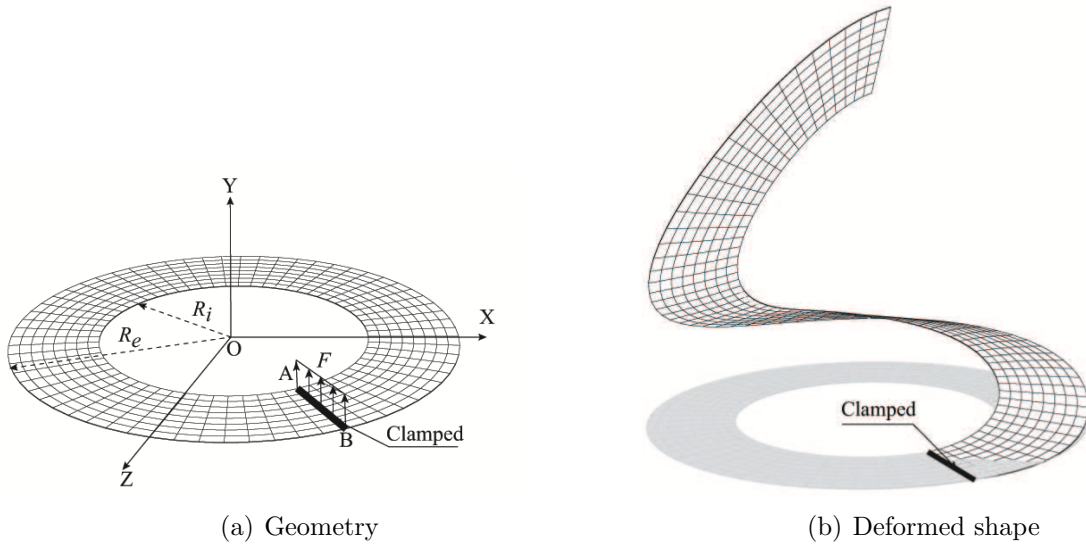 Y
X
R_i
R_e
O
F
A
B
Clamped
Z
Clamped
(a) Geometry
(b) Deformed shape